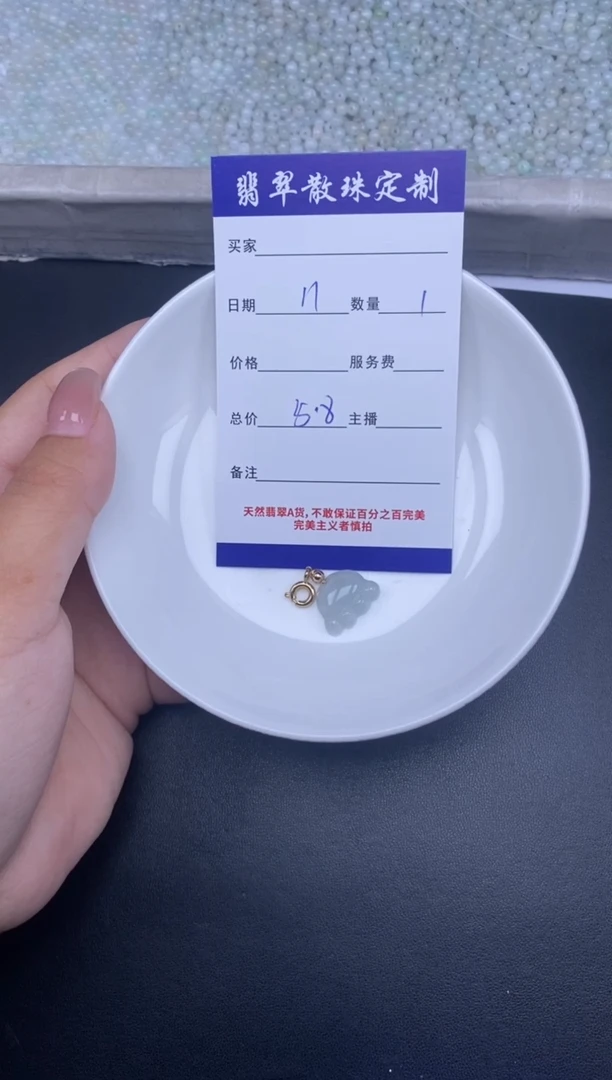 翡翠散珠定制
买家
日期 17 数量 1
价格 服务费
总价 5.8 主播
备注
天然翡翠A货，不敢保证百分之百完美
完美主义者慎拍